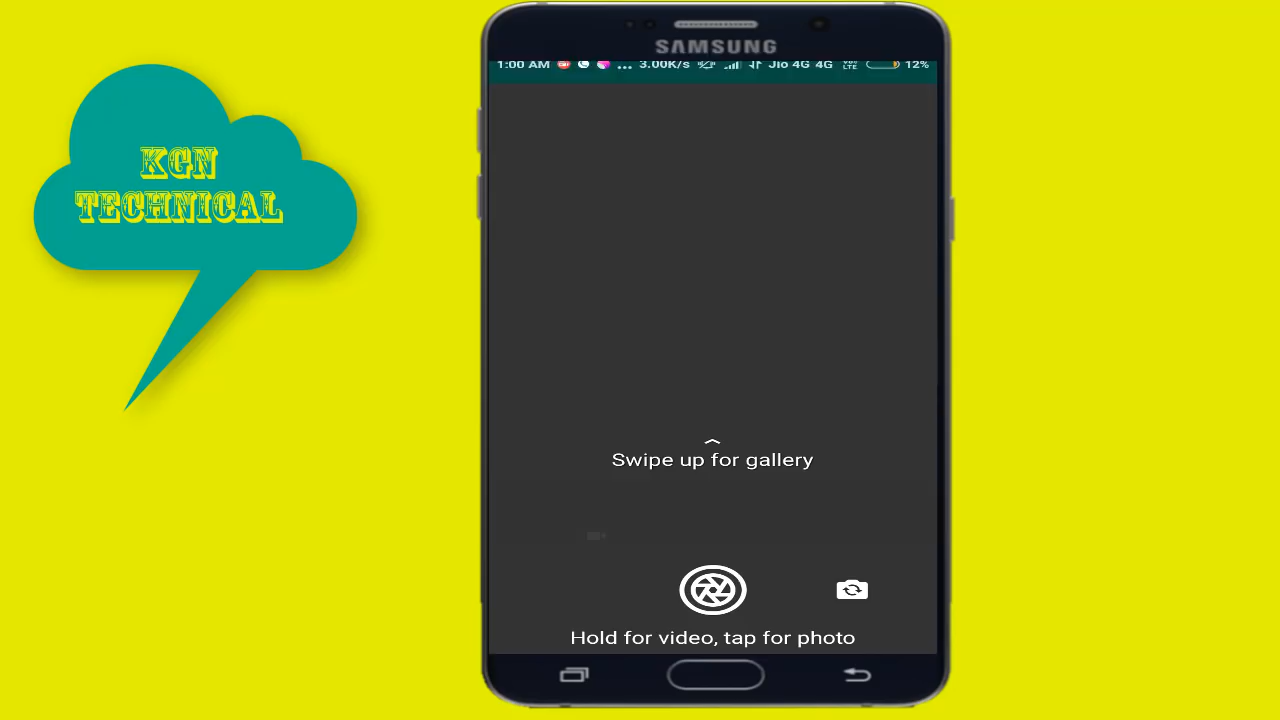 KGN
TECHNICAL
SAMSUNG
1:00 AM ... 3.00K/s Jio 4G 4G VoLTE 12%
Swipe up for gallery
Hold for video, tap for photo